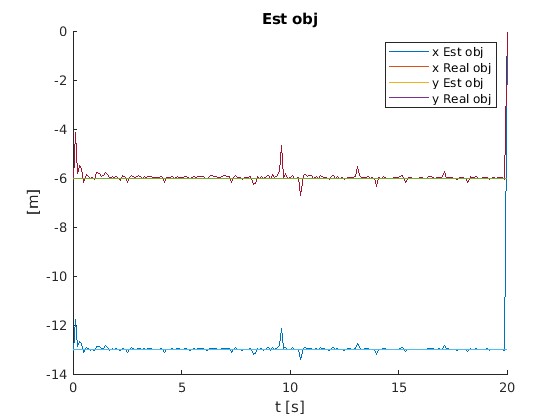 Est obj
0
-2
-4
-6
-8
-10
-12
-14
[m]
x Est obj
x Real obj
y Est obj
y Real obj
0
5
10
15
20
t [s]